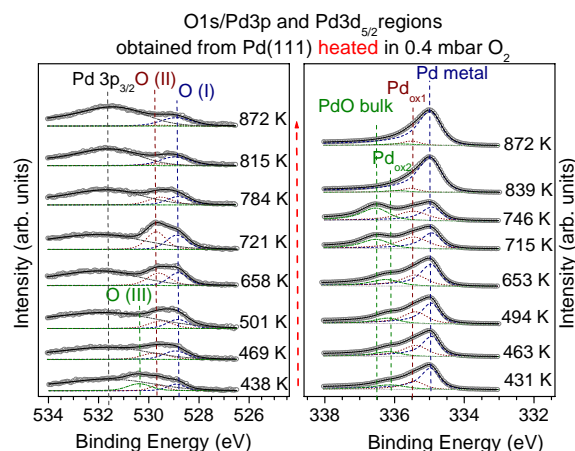 O1s/Pd3p and Pd3d5/2 regions
obtained from Pd(111) heated in 0.4 mbar O2
Pd 3p3/2 O (II)
O (I)
872 K
815 K
784 K
721 K
658 K
O (III)
501 K
469 K
438 K
534 532 530 528 526
Binding Energy (eV)
Intensity (arb. units)
Pd metal
Pdox1
PdO bulk
872 K
Pdox2
839 K
746 K
715 K
653 K
494 K
463 K
431 K
338 336 334 332
Binding Energy (eV)
Intensity (arb. units)